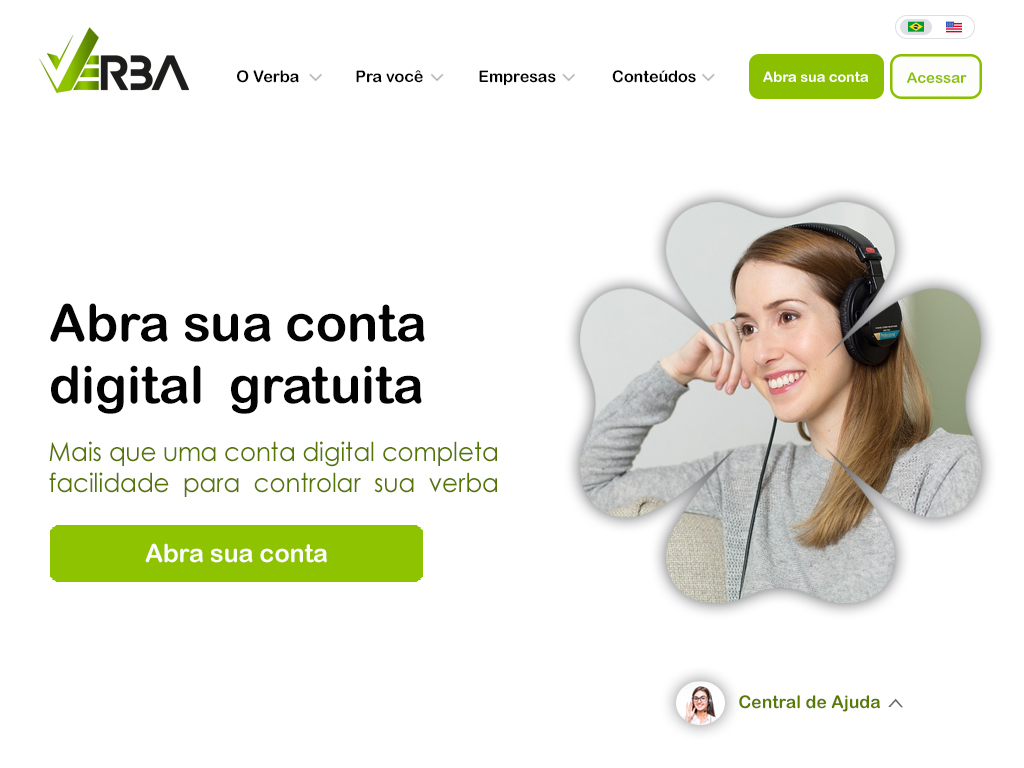 VERBA
O Verba
Pra você
Empresas
Conteúdos
Abra sua conta
Acessar
Abra sua conta
digital gratuita
Mais que uma conta digital completa
facilidade para controlar sua verba
Abra sua conta
Central de Ajuda